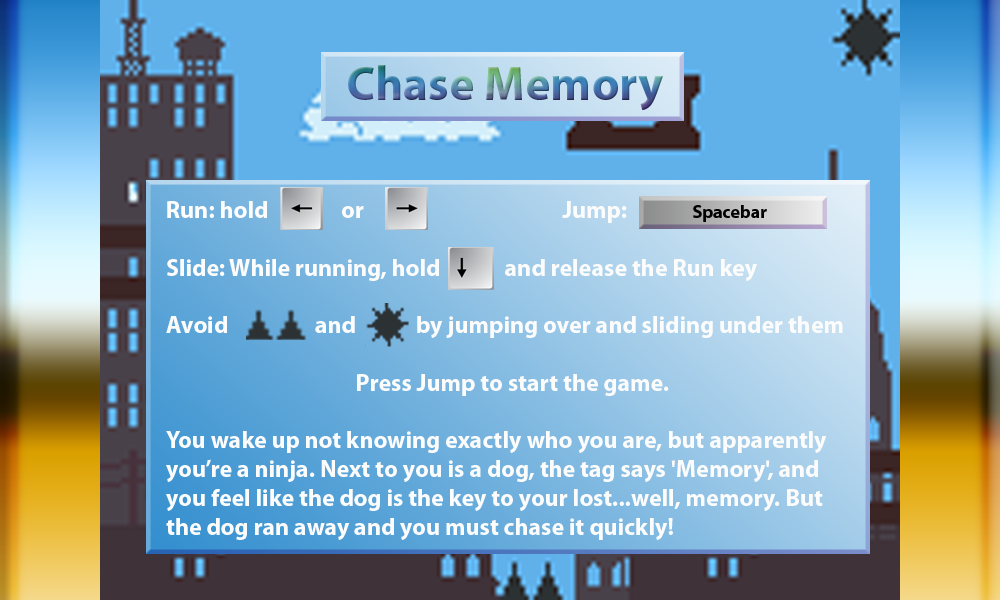 Chase Memory
Run: hold ← or → Jump: Spacebar
Slide: While running, hold ↓ and release the Run key
Avoid and by jumping over and sliding under them
Press Jump to start the game.
You wake up not knowing exactly who you are, but apparently
you’re a ninja. Next to you is a dog, the tag says 'Memory', and
you feel like the dog is the key to your lost...well, memory. But
the dog ran away and you must chase it quickly!